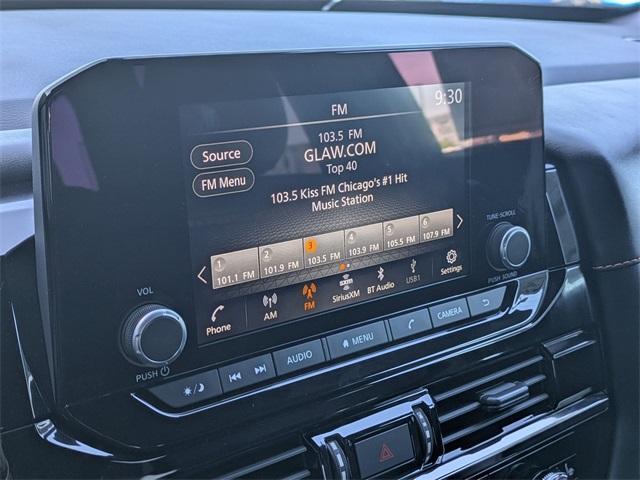 9:30
FM
103.5 FM
GLAW.COM
Top 40
Source
FM Menu
103.5 Kiss FM Chicago's #1 Hit
Music Station
1 2 3 4 5 6
101.1 FM 101.9 FM 103.5 FM 103.9 FM 105.5 FM 107.9 FM
Phone AM FM SiriusXM BT Audio USB1 Settings
VOL
PUSH
TUNE·SCROLL
PUSH SOUND
AUDIO MENU CAMERA